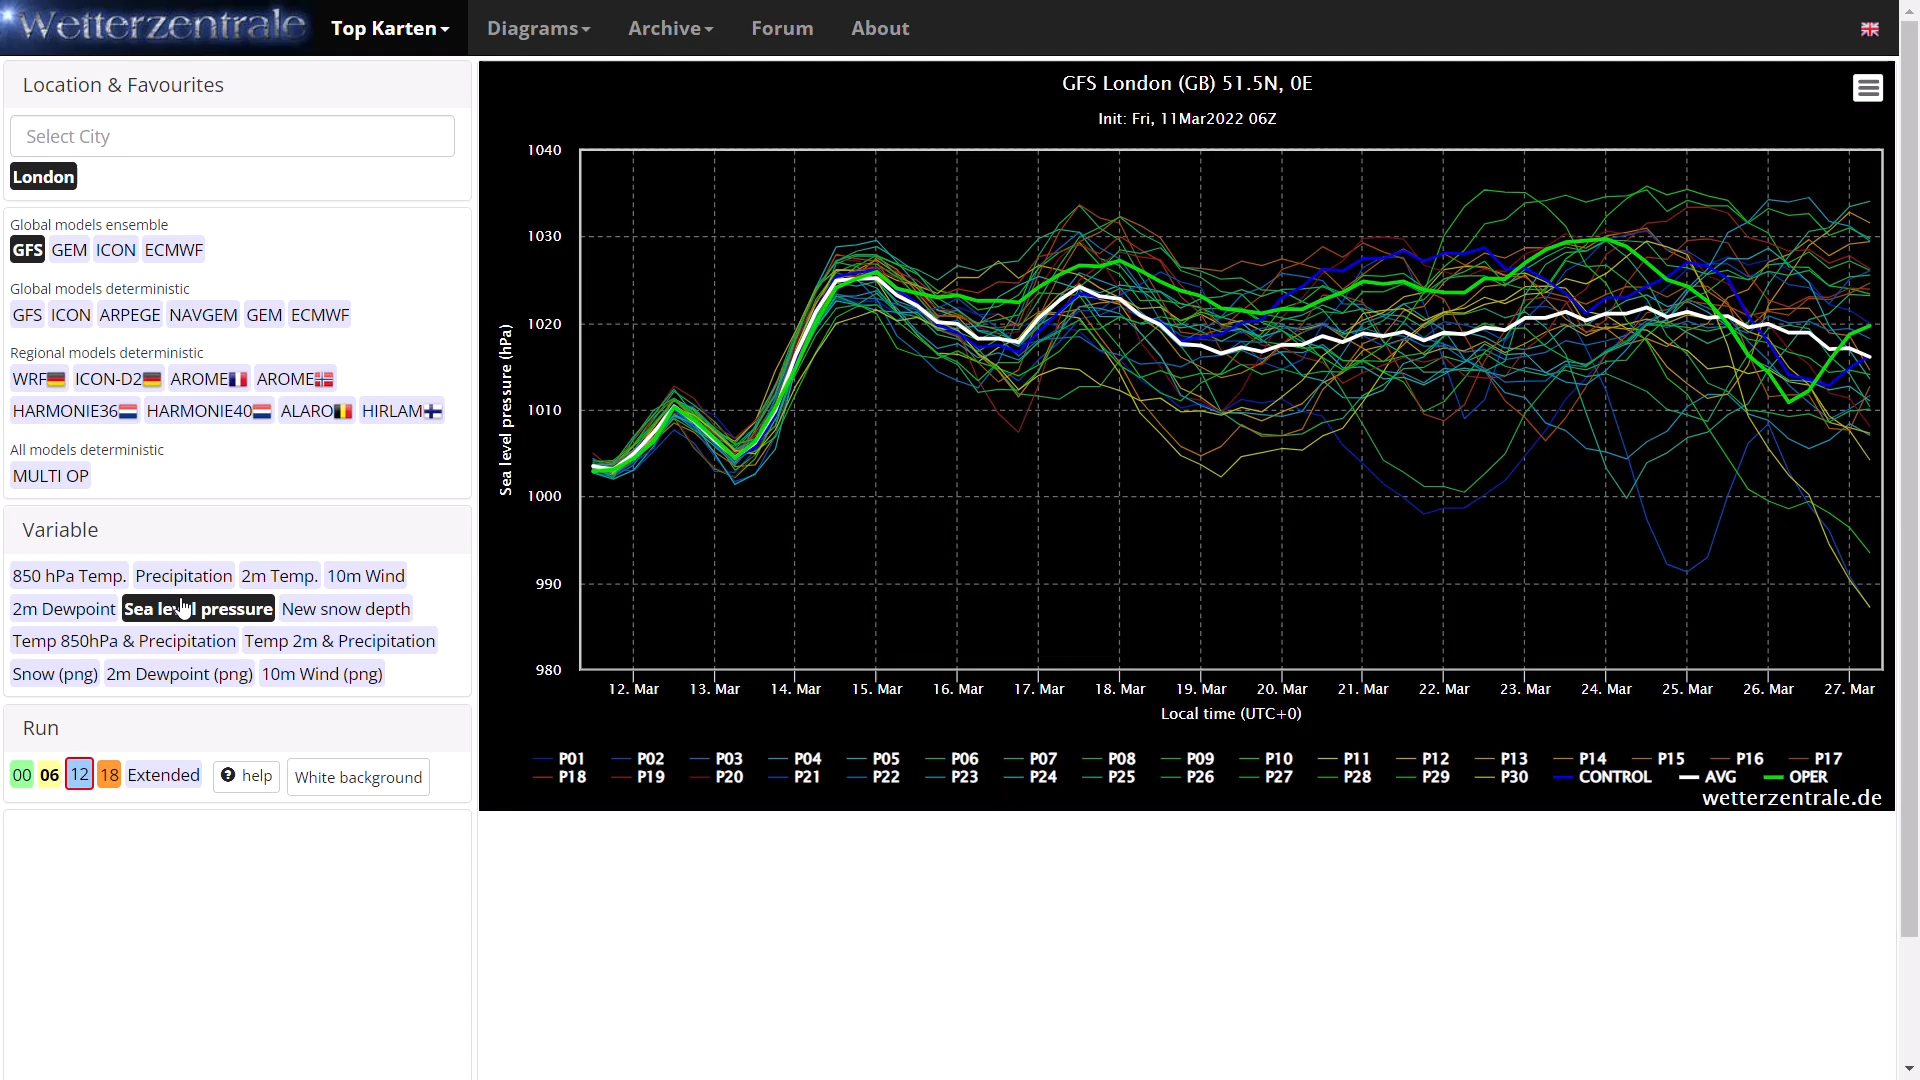 Wetterzentrale
Top Karten Diagrams Archive Forum About
Location & Favourites
Select City
London
Global models ensemble
GFS GEM ICON ECMWF
Global models deterministic
GFS ICON ARPEGE NAVGEM GEM ECMWF
Regional models deterministic
WRF ICON-D2 AROME AROME
HARMONIE36 HARMONIE40 ALARO HIRLAM
All models deterministic
MULTI OP
Variable
850 hPa Temp. Precipitation 2m Temp. 10m Wind
2m Dewpoint Sea level pressure New snow depth
Temp 850hPa & Precipitation Temp 2m & Precipitation
Snow (png) 2m Dewpoint (png) 10m Wind (png)
Run
00 06 12 18 Extended help White background
GFS London (GB) 51.5N, 0E
Init: Fri, 11Mar2022 06Z
Sea level pressure (hPa)
1040
1030
1020
1010
1000
990
980
12. Mar 13. Mar 14. Mar 15. Mar 16. Mar 17. Mar 18. Mar 19. Mar 20. Mar 21. Mar 22. Mar 23. Mar 24. Mar 25. Mar 26. Mar 27. Mar
Local time (UTC+0)
P01 P02 P03 P04 P05 P06 P07 P08 P09 P10 P11 P12 P13 P14 P15 P16 P17
P18 P19 P20 P21 P22 P23 P24 P25 P26 P27 P28 P29 P30 CONTROL AVG OPER
wetterzentrale.de